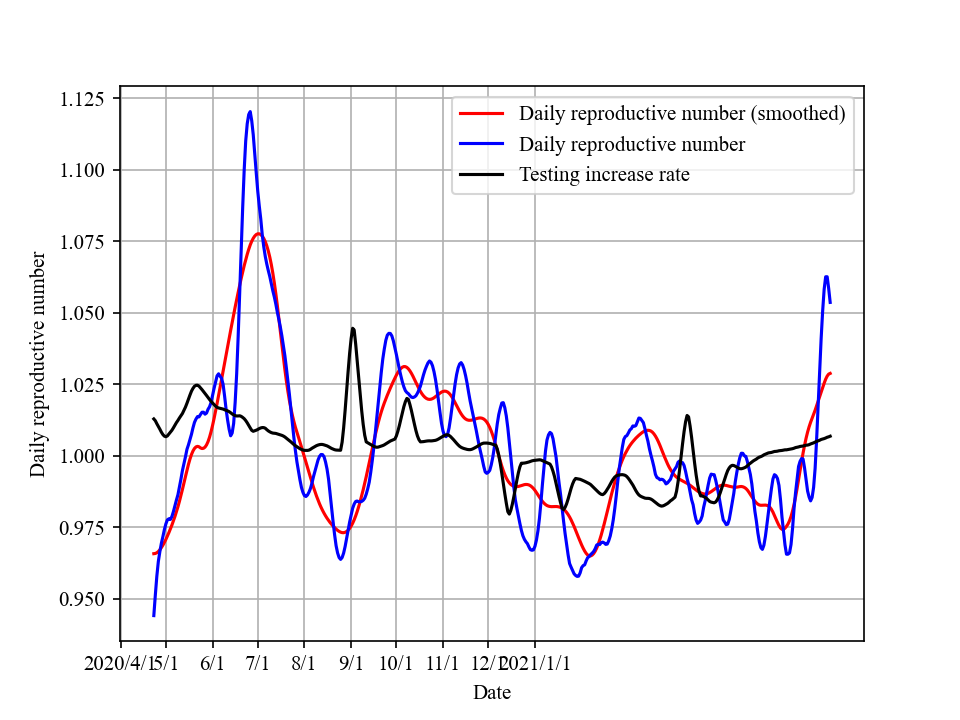 Daily reproductive number (smoothed)
Daily reproductive number
Testing increase rate
1.125
1.100
1.075
1.050
1.025
1.000
0.975
0.950
Daily reproductive number
2020/4/1 5/1 6/1 7/1 8/1 9/1 10/1 11/1 12/1 2021/1/1
Date